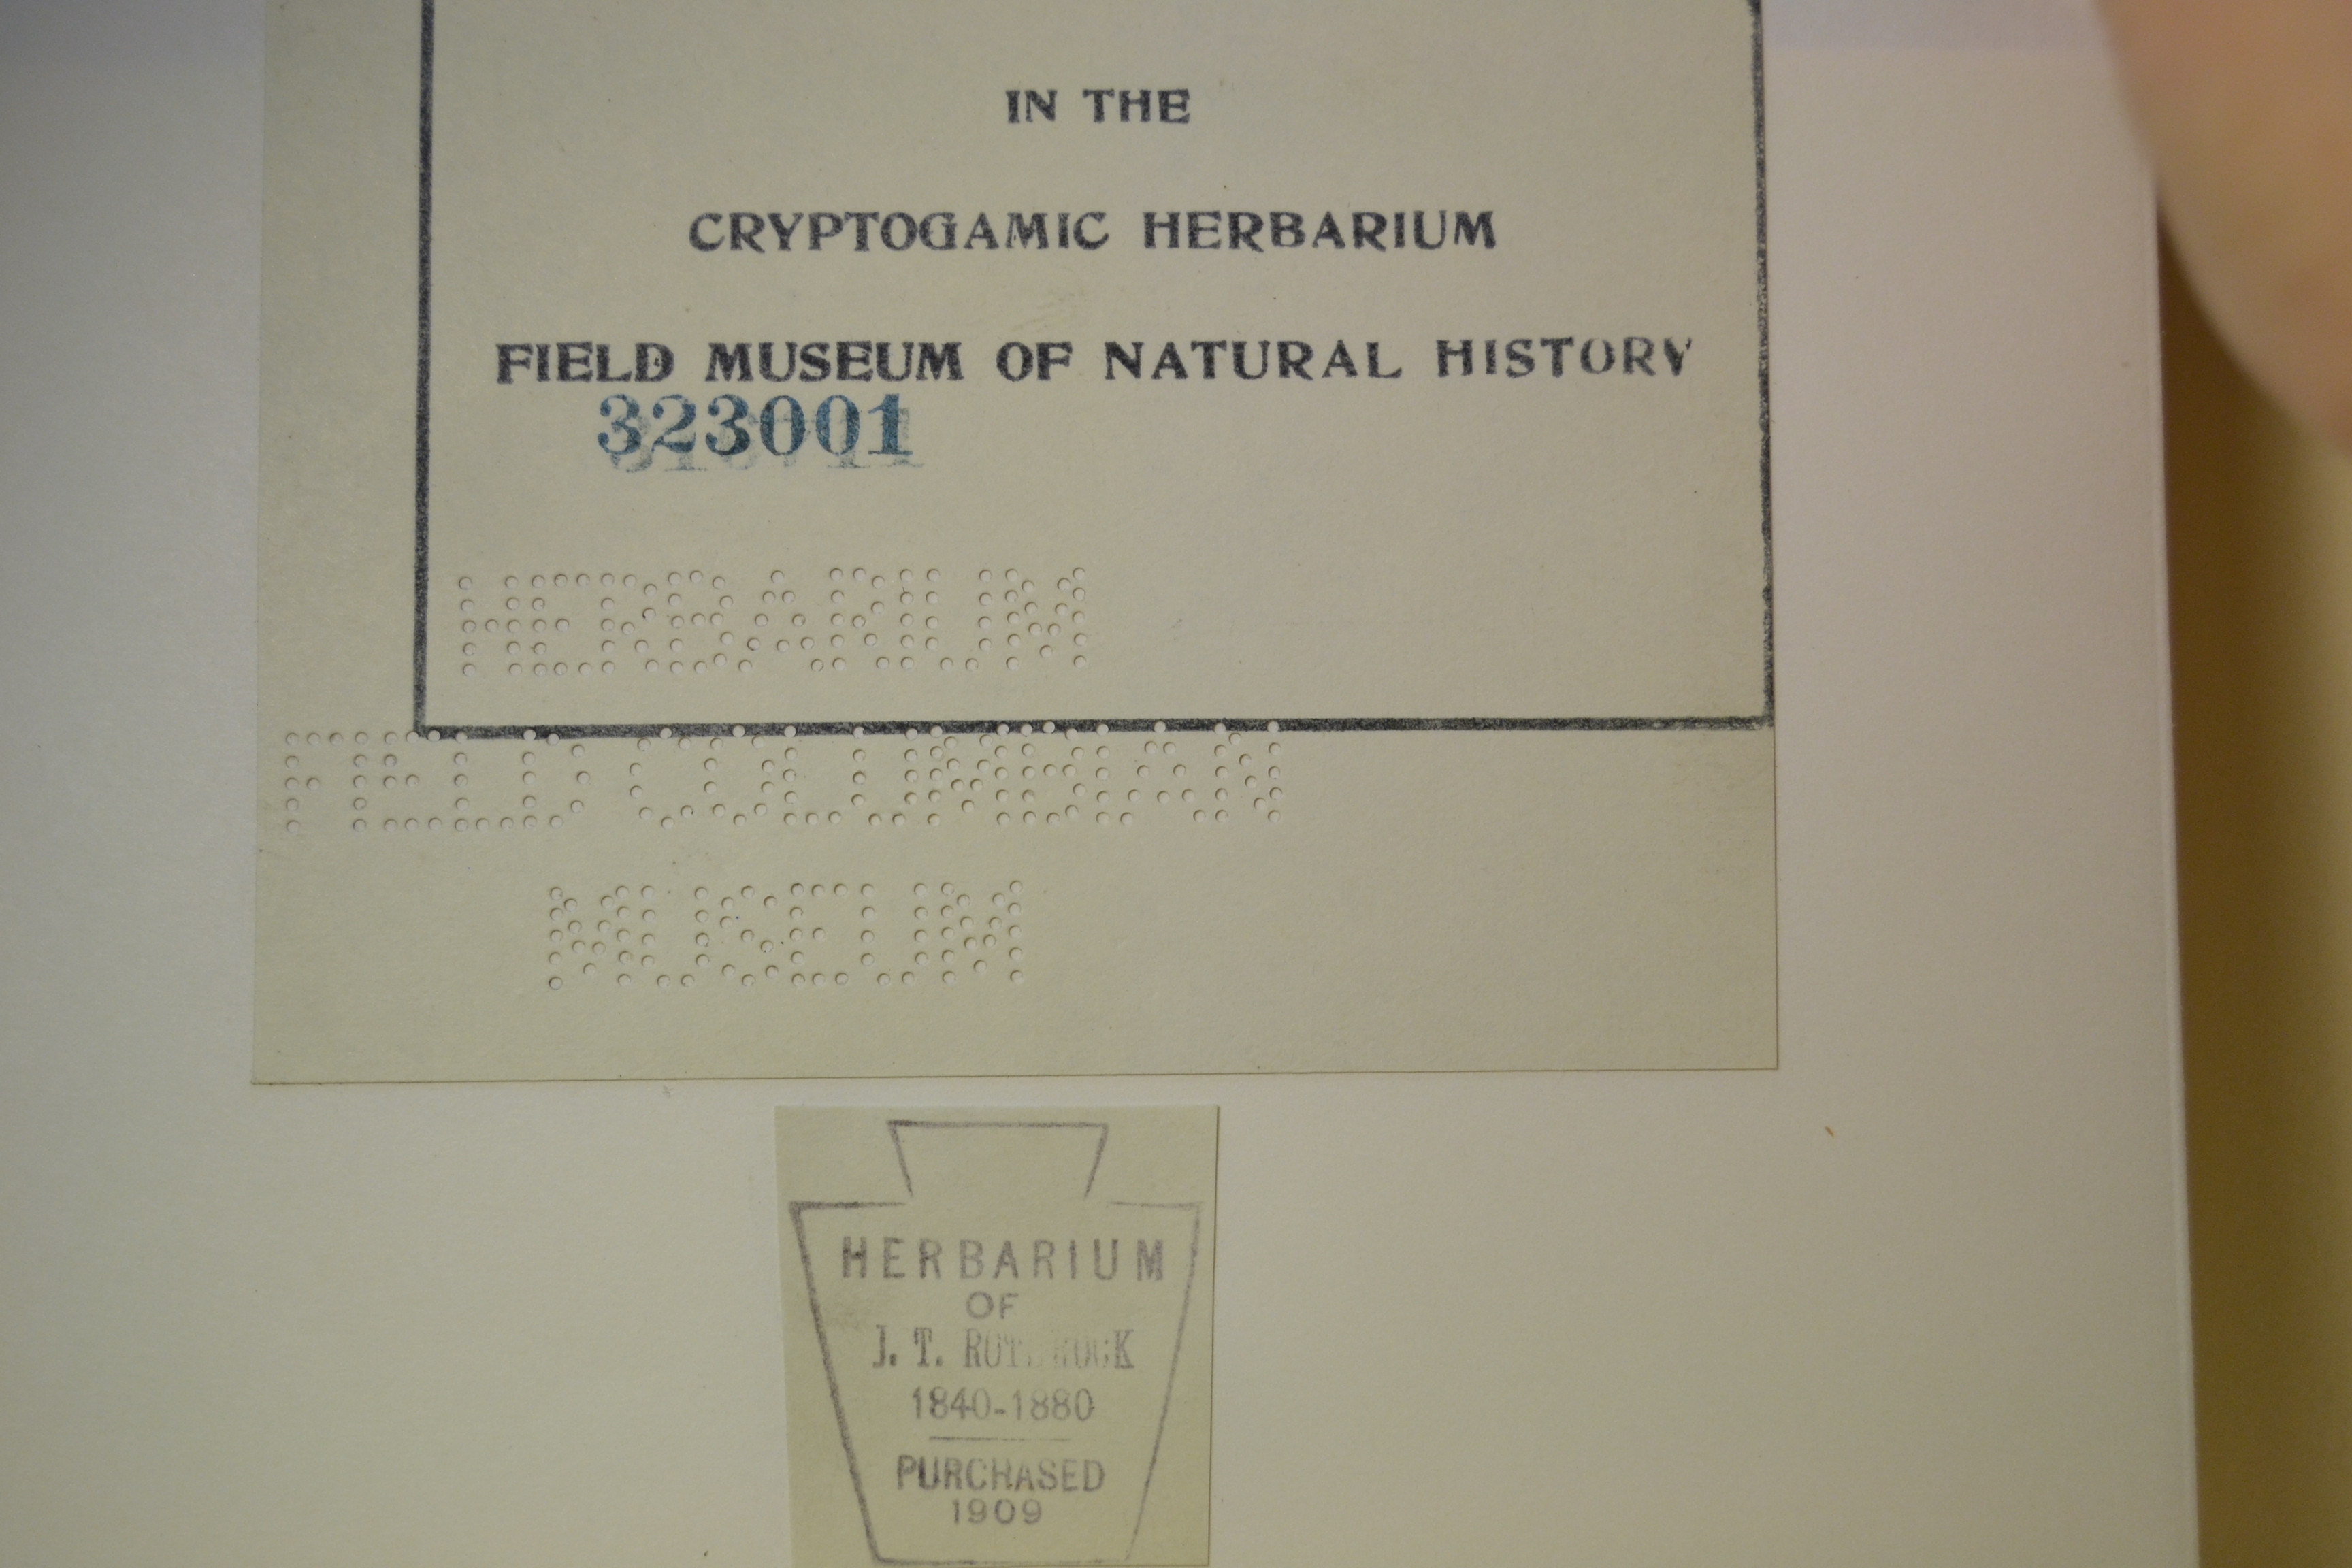 IN THE
CRYPTOGAMIC HERBARIUM
FIELD MUSEUM OF NATURAL HISTORY
323001
HERBARIUM
FIELD COLUMBIAN
MUSEUM
HERBARIUM
OF
J. T. ROTHROCK
1840-1880
PURCHASED
1909